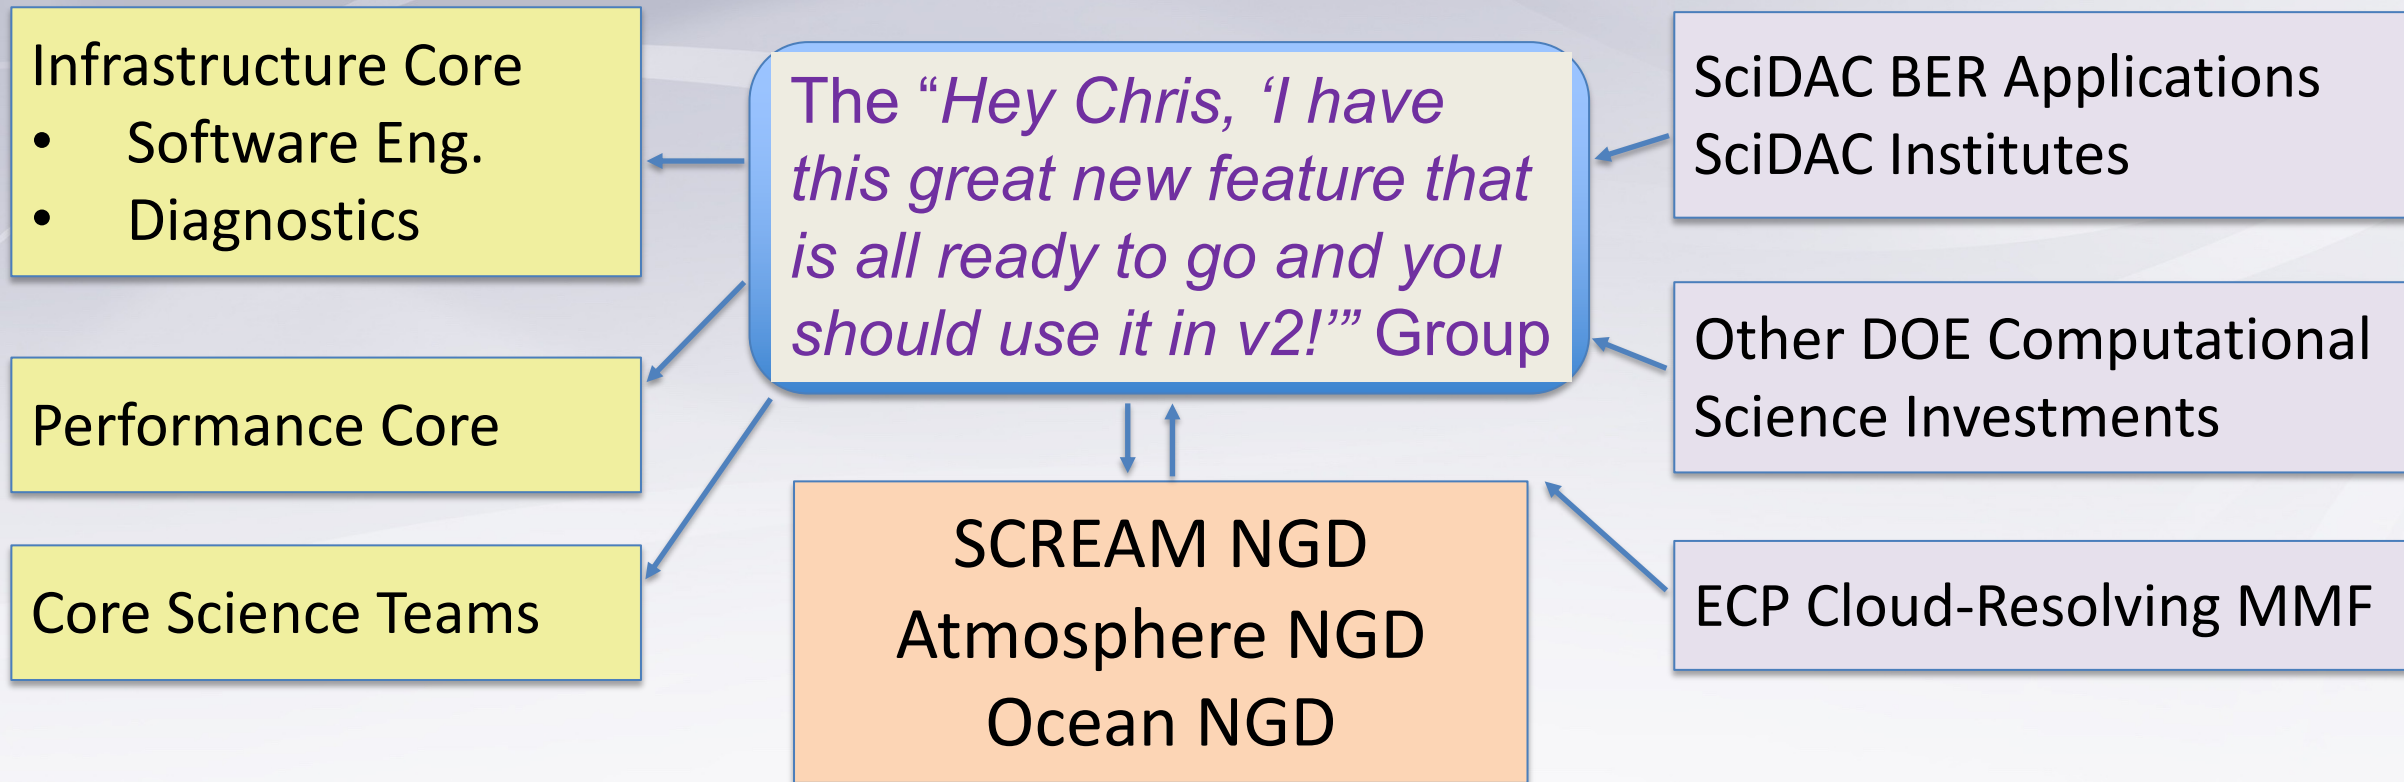 Infrastructure Core
• Software Eng.
• Diagnostics
Performance Core
Core Science Teams
The “Hey Chris, ‘I have
this great new feature that
is all ready to go and you
should use it in v2!’” Group
SCREAM NGD
Atmosphere NGD
Ocean NGD
SciDAC BER Applications
SciDAC Institutes
Other DOE Computational
Science Investments
ECP Cloud-Resolving MMF